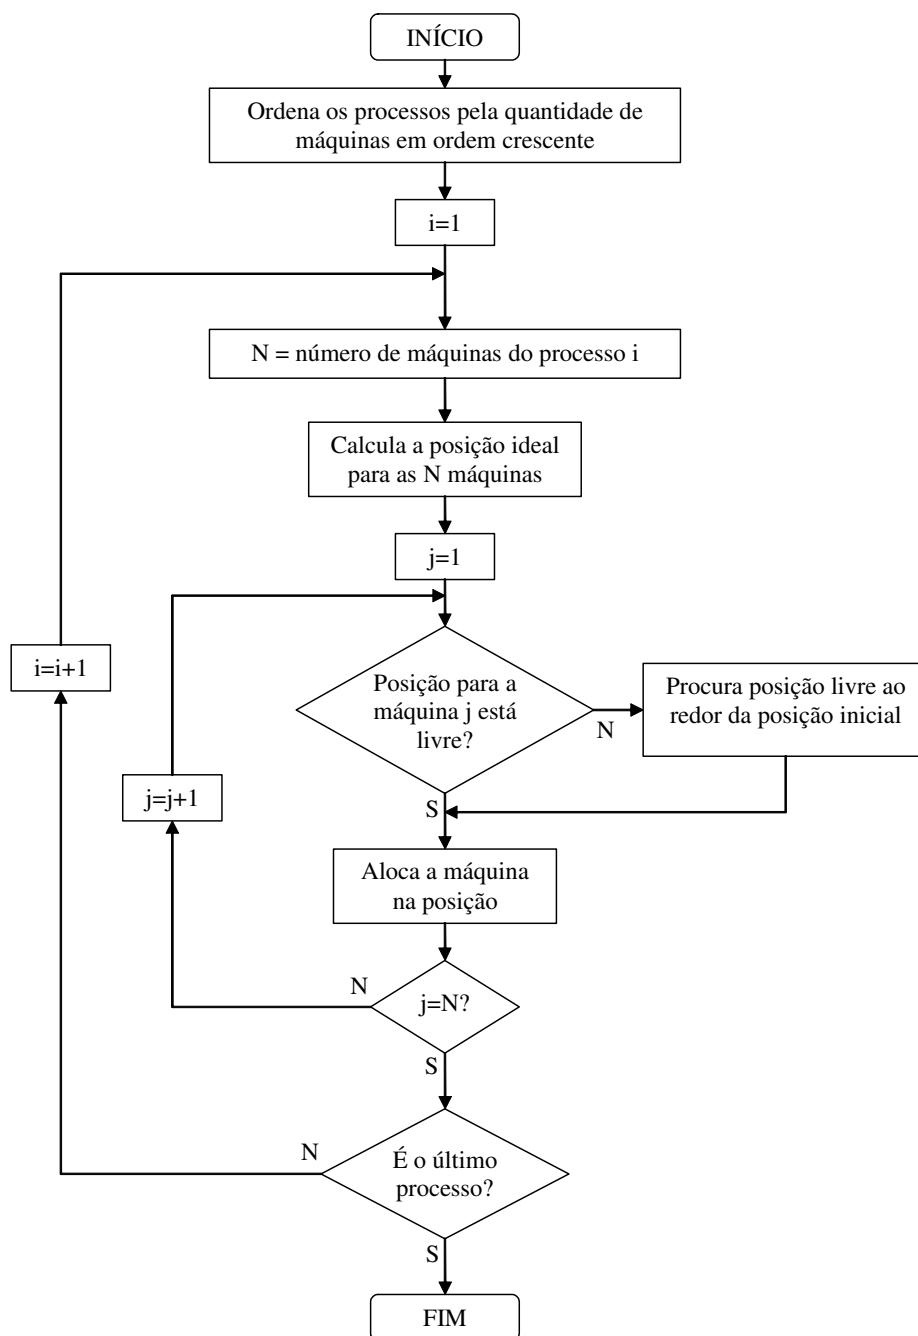 INÍCIO
Ordena os processos pela quantidade de
máquinas em ordem crescente
i=1
N = número de máquinas do processo i
Calcula a posição ideal
para as N máquinas
j=1
i=i+1
Posição para a
máquina j está
livre?
N
Procura posição livre ao
redor da posição inicial
j=j+1
S
Aloca a máquina
na posição
N
j=N?
S
N
É o último
processo?
S
FIM